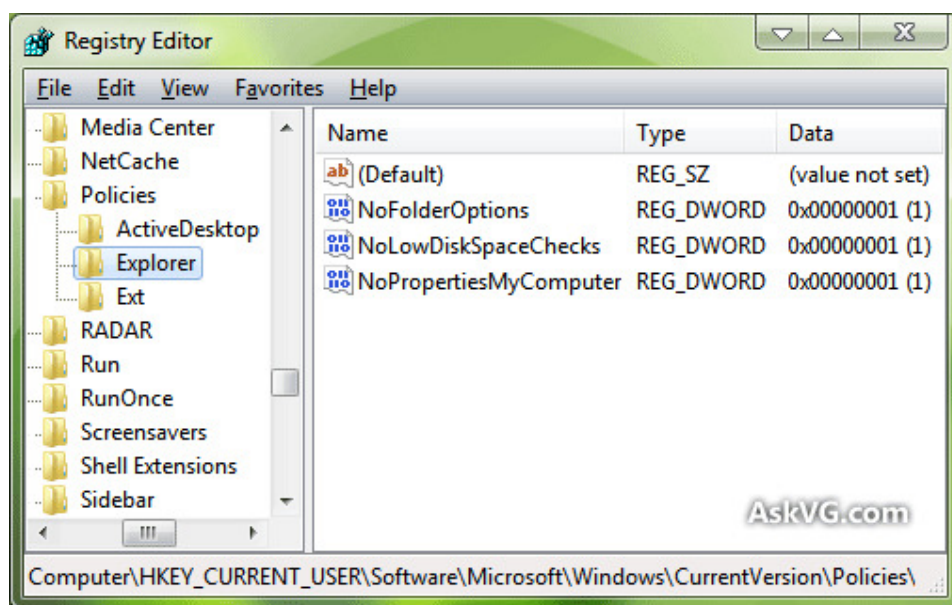 Registry Editor
File Edit View Favorites Help
Media Center
NetCache
Policies
ActiveDesktop
Explorer
Ext
RADAR
Run
RunOnce
Screensavers
Shell Extensions
Sidebar
Name Type Data
(Default) REG_SZ (value not set)
NoFolderOptions REG_DWORD 0x00000001 (1)
NoLowDiskSpaceChecks REG_DWORD 0x00000001 (1)
NoPropertiesMyComputer REG_DWORD 0x00000001 (1)
AskVG.com
Computer\HKEY_CURRENT_USER\Software\Microsoft\Windows\CurrentVersion\Policies\